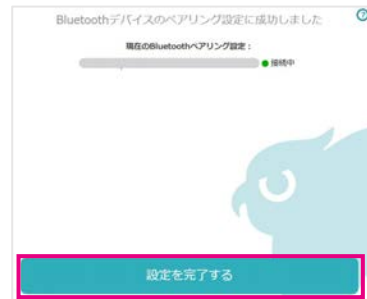 Bluetoothデバイスのペアリング設定に成功しました
現在のBluetoothペアリング設定：
接続中
設定を完了する